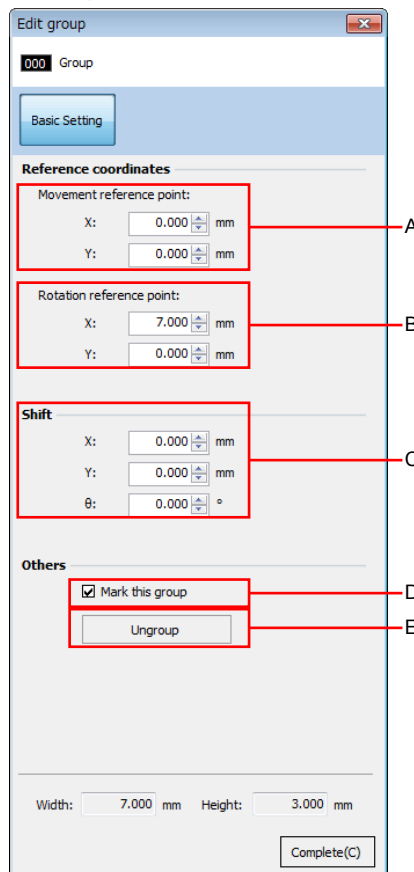 Edit group
000 Group
Basic Setting
Reference coordinates
Movement reference point:
X: 0.000 mm
Y: 0.000 mm
A
Rotation reference point:
X: 7.000 mm
Y: 0.000 mm
B
Shift
X: 0.000 mm
Y: 0.000 mm
θ: 0.000 °
C
Others
Mark this group
D
Ungroup
E
Width: 7.000 mm Height: 3.000 mm
Complete(C)